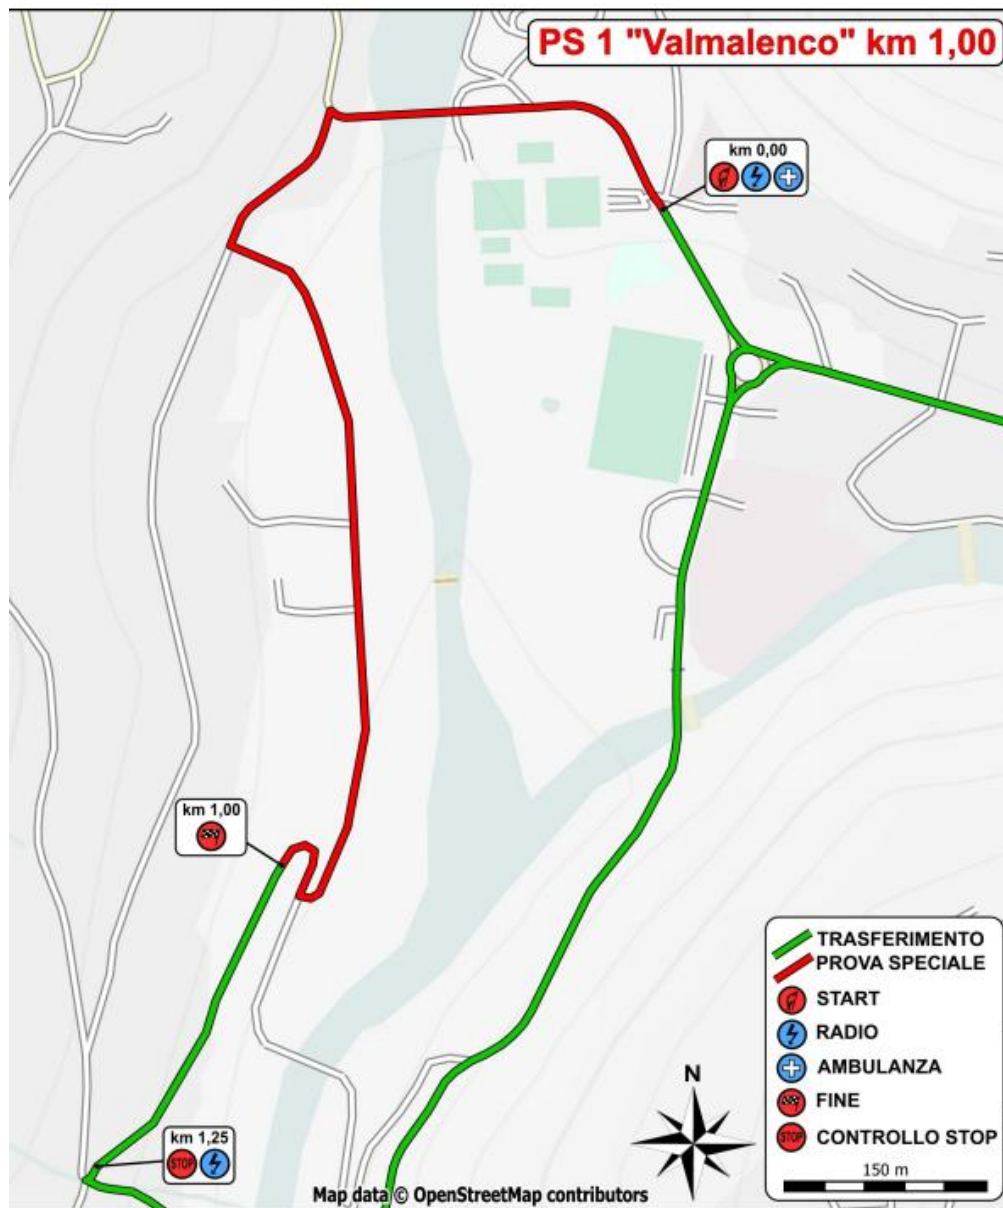 PS 1 "Valmalenco" km 1,00
km 0,00
km 1,00
km 1,25
STOP
TRASFERIMENTO
PROVA SPECIALE
START
RADIO
AMBULANZA
FINE
STOP CONTROLLO STOP
N
150 m
Map data © OpenStreetMap contributors